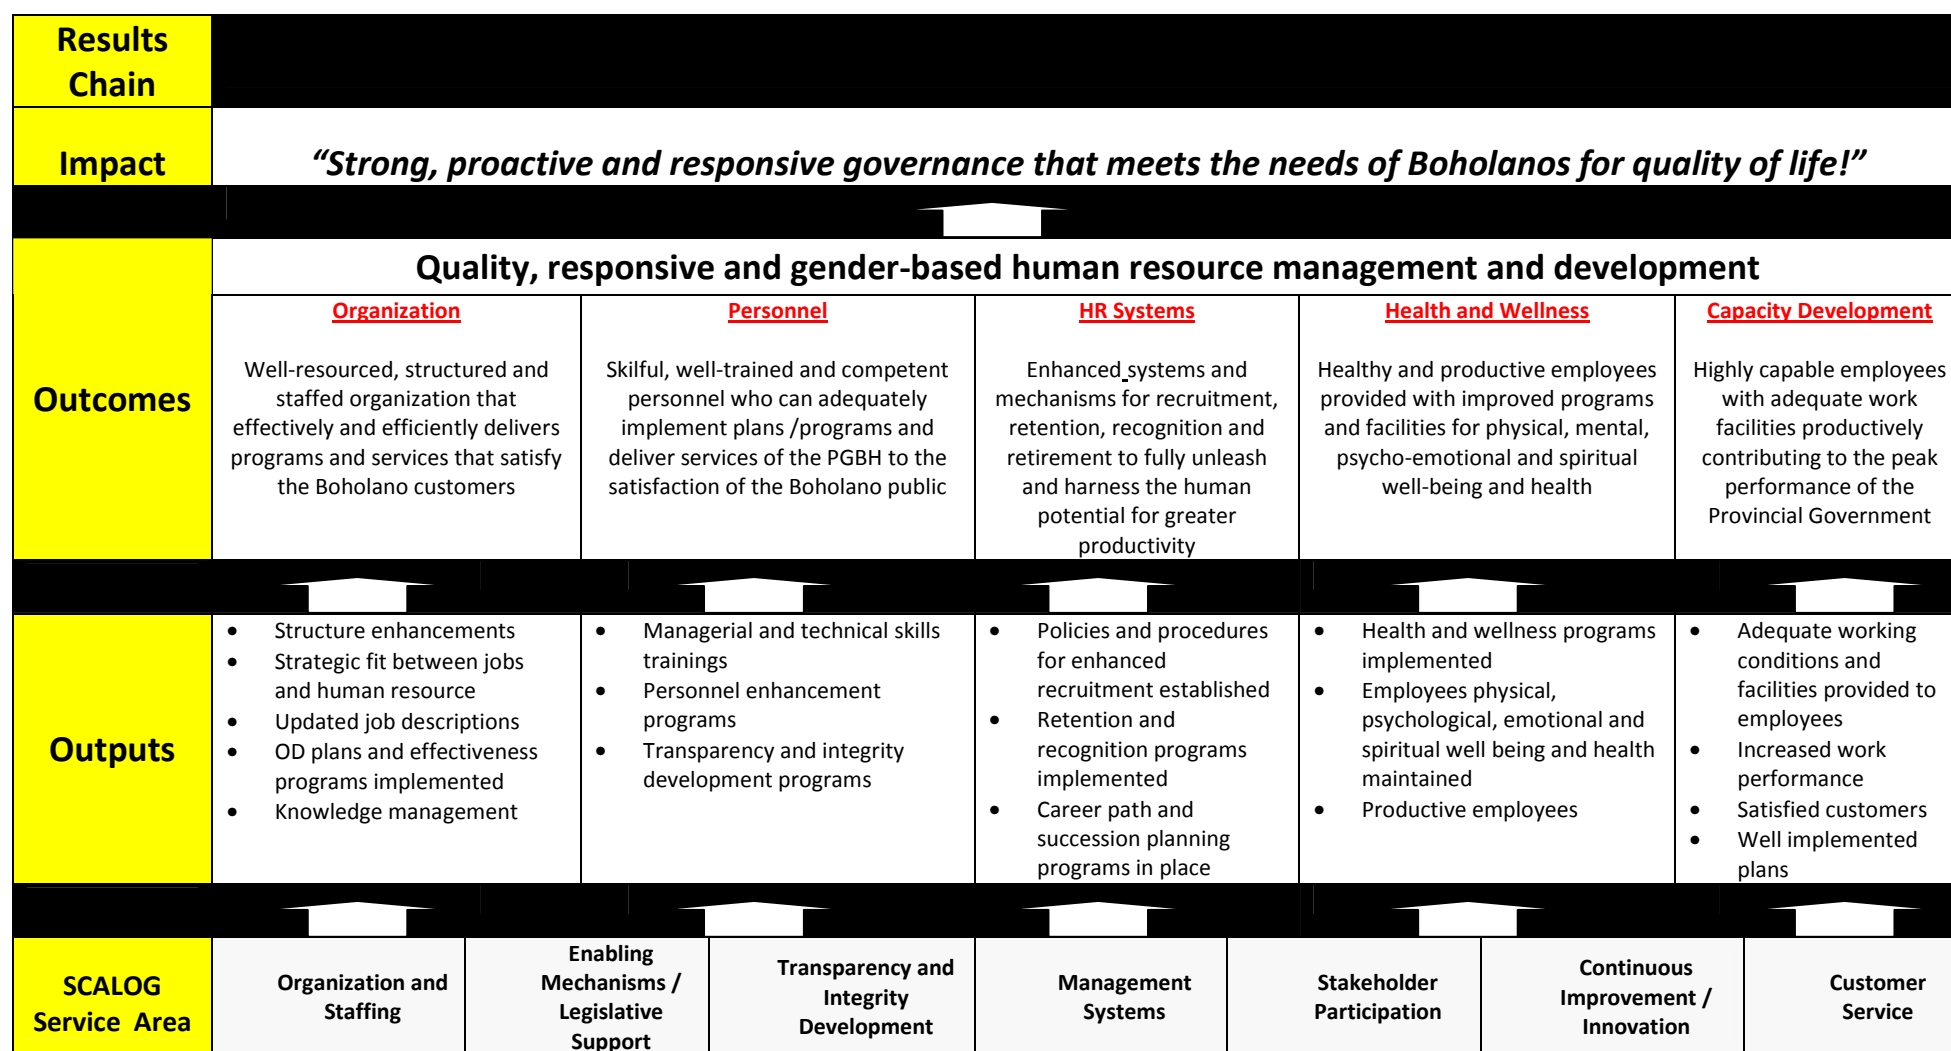 Results
Chain
Impact
“Strong, proactive and responsive governance that meets the needs of Boholanos for quality of life!”
Outcomes
Quality, responsive and gender-based human resource management and development
Organization
Well-resourced, structured and
staffed organization that
effectively and efficiently delivers
programs and services that satisfy
the Boholano customers
Personnel
Skilful, well-trained and competent
personnel who can adequately
implement plans /programs and
deliver services of the PGBH to the
satisfaction of the Boholano public
HR Systems
Enhanced systems and
mechanisms for recruitment,
retention, recognition and
retirement to fully unleash
and harness the human
potential for greater
productivity
Health and Wellness
Healthy and productive employees
provided with improved programs
and facilities for physical, mental,
psycho-emotional and spiritual
well-being and health
Capacity Development
Highly capable employees
with adequate work
facilities productively
contributing to the peak
performance of the
Provincial Government
Outputs
• Structure enhancements
• Strategic fit between jobs
and human resource
• Updated job descriptions
• OD plans and effectiveness
programs implemented
• Knowledge management
• Managerial and technical skills
trainings
• Personnel enhancement
programs
• Transparency and integrity
development programs
• Policies and procedures
for enhanced
recruitment established
• Retention and
recognition programs
implemented
• Career path and
succession planning
programs in place
• Health and wellness programs
implemented
• Employees physical,
psychological, emotional and
spiritual well being and health
maintained
• Productive employees
• Adequate working
conditions and
facilities provided to
employees
• Increased work
performance
• Satisfied customers
• Well implemented
plans
SCALOG
Service Area
Organization and
Staffing
Enabling
Mechanisms /
Legislative
Support
Transparency and
Integrity
Development
Management
Systems
Stakeholder
Participation
Continuous
Improvement /
Innovation
Customer
Service